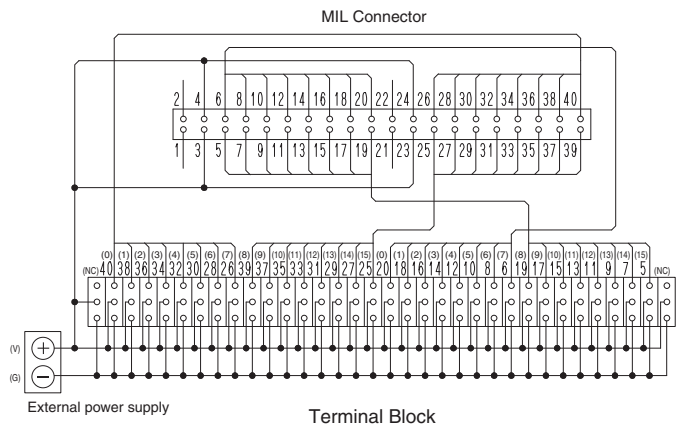 MIL Connector
2 4 6 8 10 12 14 16 18 20 22 24 26 28 30 32 34 36 38 40
1 3 5 7 9 11 13 15 17 19 21 23 25 27 29 31 33 35 37 39
(0) (1) (2) (3) (4) (5) (6) (7) (8) (9) (10) (11) (12) (13) (14) (15) (0) (1) (2) (3) (4) (5) (6) (7) (8) (9) (10) (11) (12) (13) (14) (15)
(NC) 40 38 36 34 32 30 28 26 39 37 35 33 31 29 27 25 20 18 16 14 12 10 8 6 19 17 15 13 11 9 7 5 (NC)
(V) +
(G) −
External power supply
Terminal Block